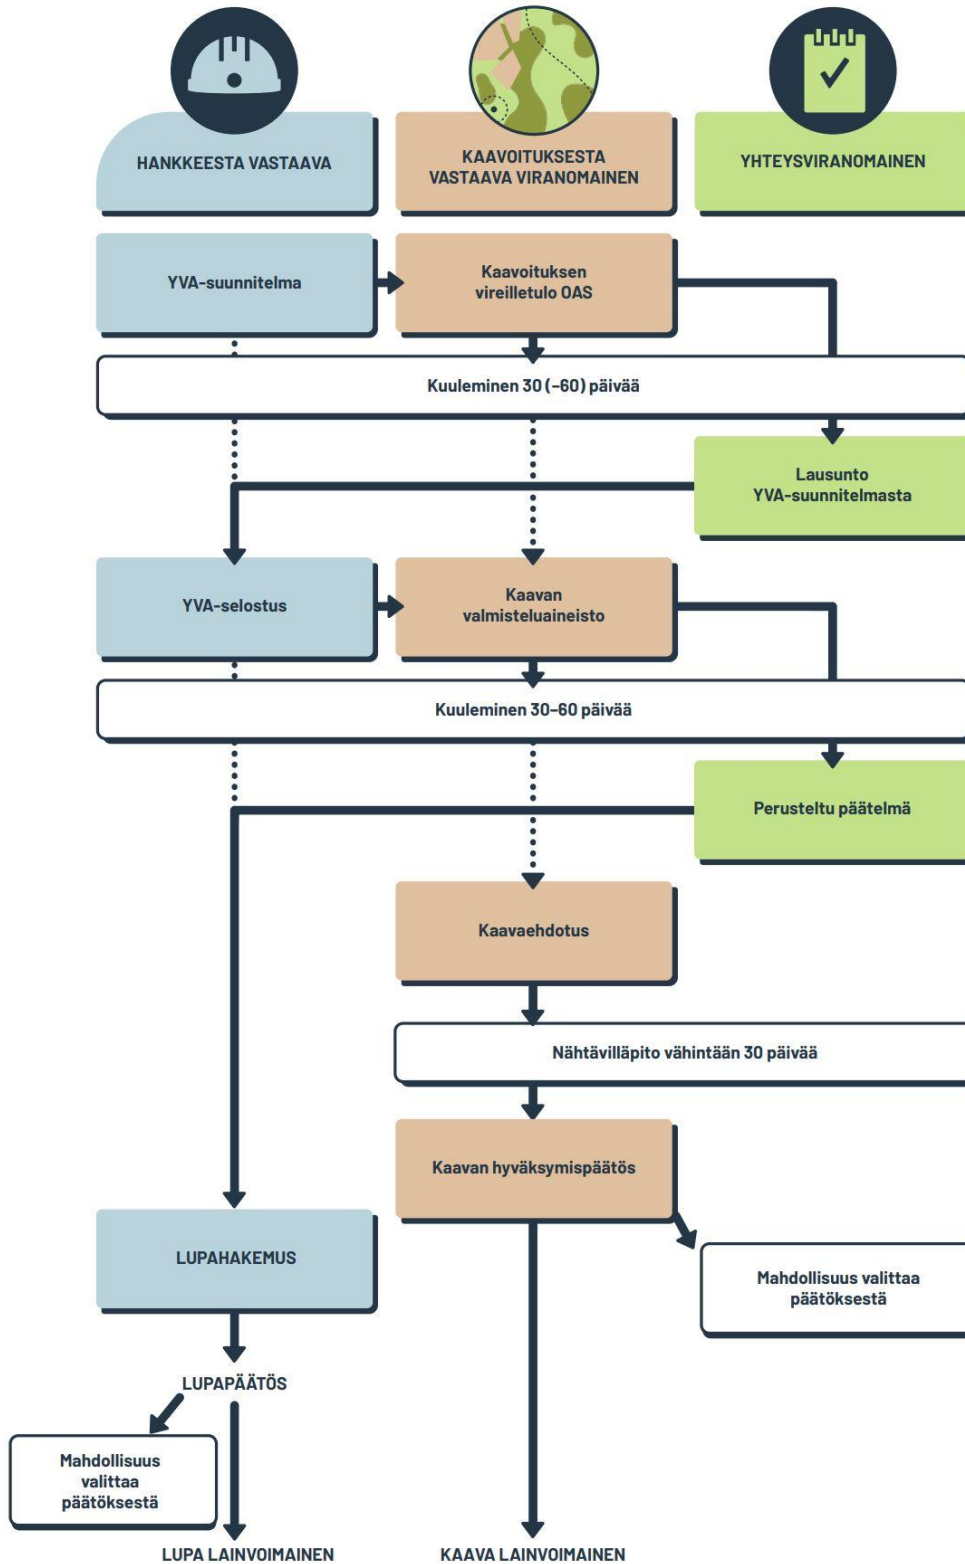 HANKKEESTA VASTAAVA
KAAVOITUKSESTA
VASTAAVA VIRANOMAINEN
YHTEYSVIRANOMAINEN
YVA-suunnitelma
Kaavoituksen
vireilletulo OAS
Kuuleminen 30 (–60) päivää
Lausunto
YVA-suunnitelmasta
YVA-selostus
Kaavan
valmisteluaineisto
Kuuleminen 30–60 päivää
Perusteltu päätelmä
Kaavaehdotus
Nähtävilläpito vähintään 30 päivää
Kaavan hyväksymispäätös
LUPAHAKEMUS
Mahdollisuus valittaa
päätöksestä
LUPAPÄÄTÖS
Mahdollisuus
valittaa
päätöksestä
LUPA LAINVOIMAINEN
KAAVA LAINVOIMAINEN